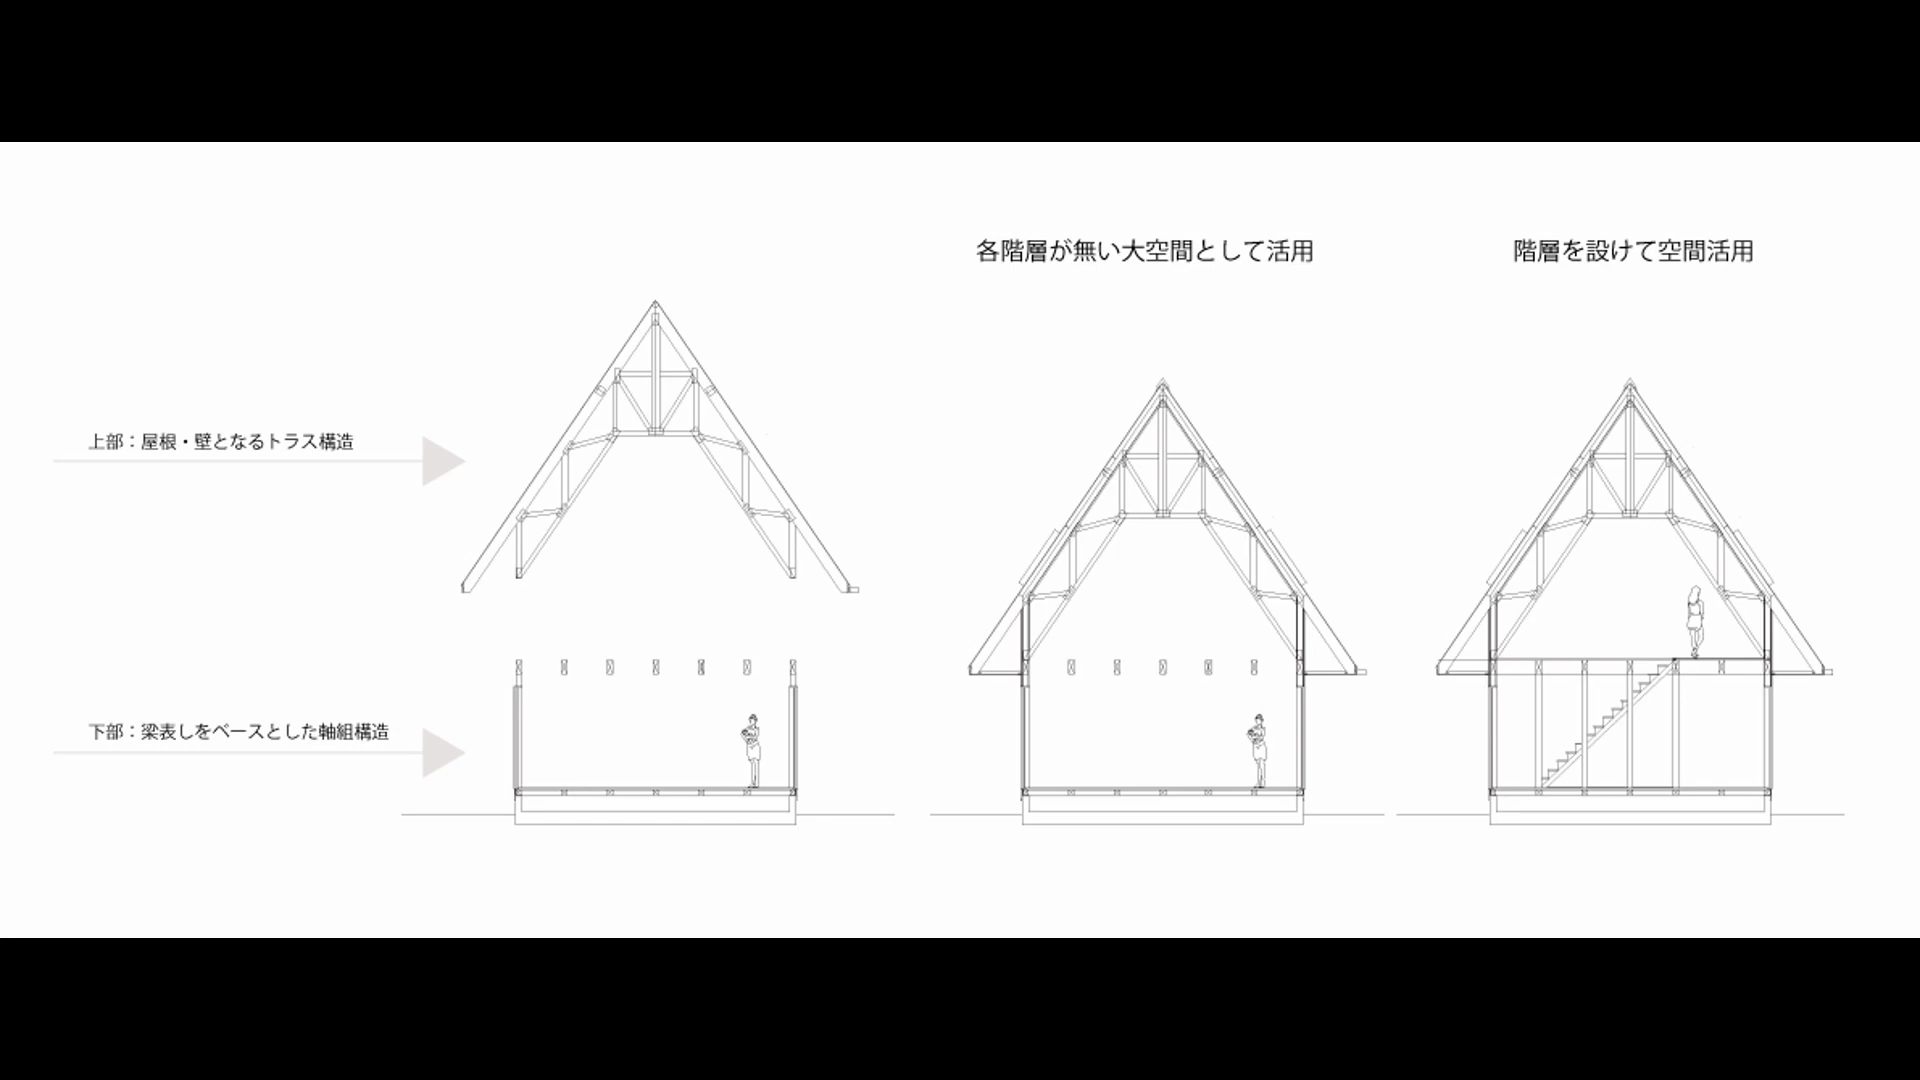 各階層が無い大空間として活用
階層を設けて空間活用
上部：屋根・壁となるトラス構造
下部：梁表しをベースとした軸組構造